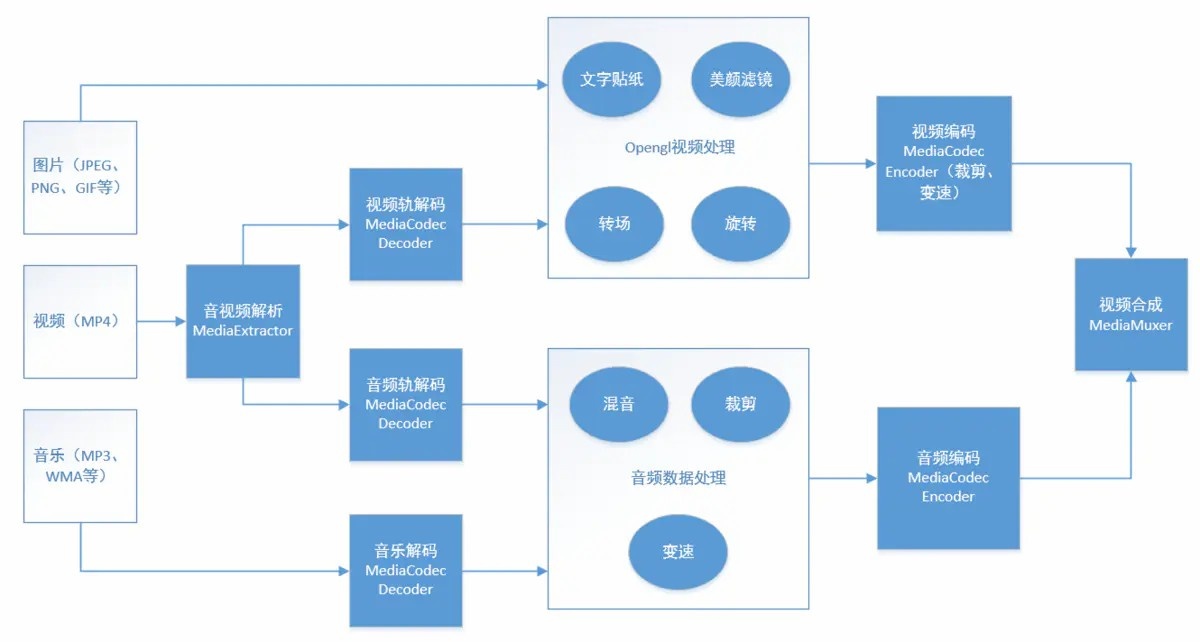 文字贴纸
美颜滤镜
Opengl视频处理
转场
旋转
图片（JPEG、
PNG、GIF等）
视频轨解码
MediaCodec
Decoder
视频编码
MediaCodec
Encoder（裁剪、
变速）
视频（MP4）
音视频解析
MediaExtractor
视频合成
MediaMuxer
音频轨解码
MediaCodec
Decoder
混音
裁剪
音频数据处理
变速
音乐（MP3、
WMA等）
音频编码
MediaCodec
Encoder
音乐解码
MediaCodec
Decoder